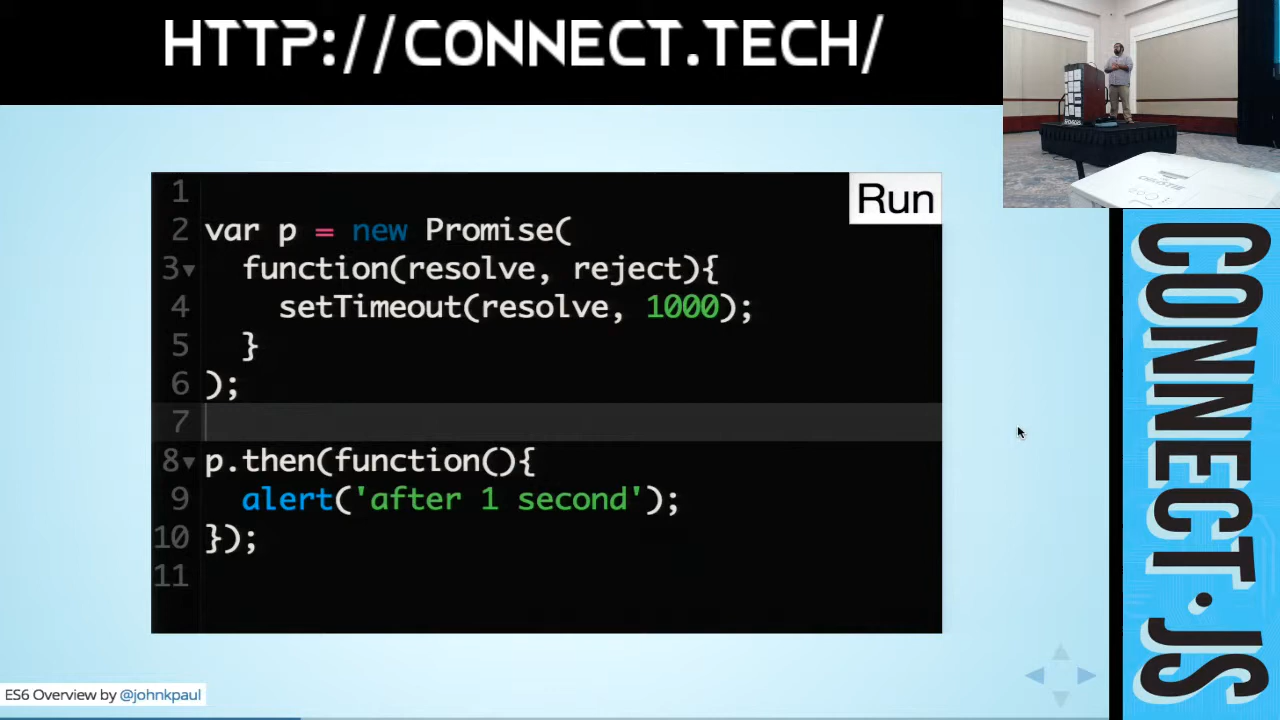 HTTP://CONNECT.TECH/
Run
1
2 var p = new Promise(
3 function(resolve, reject){
4 setTimeout(resolve, 1000);
5 }
6 );
7
8 p.then(function(){
9 alert('after 1 second');
10 });
11
ES6 Overview by @johnkpaul
CONNECT.JS
CHRISTIE